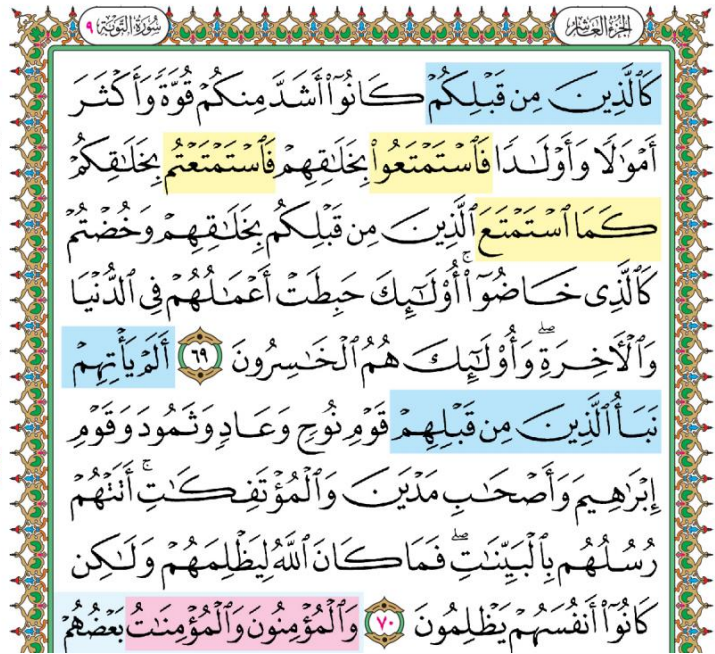 الجزء العاشر سورة التوبة ٩
كَٱلَّذِينَ مِن قَبۡلِكُمۡ كَانُوٓاْ أَشَدَّ مِنكُمۡ قُوَّةٗ وَأَكۡثَرَ
أَمۡوَٰلٗا وَأَوۡلَٰدٗا فَٱسۡتَمۡتَعُواْ بِخَلَٰقِهِمۡ فَٱسۡتَمۡتَعۡتُم بِخَلَٰقِكُمۡ
كَمَا ٱسۡتَمۡتَعَ ٱلَّذِينَ مِن قَبۡلِكُم بِخَلَٰقِهِمۡ وَخُضۡتُمۡ
كَٱلَّذِي خَاضُوٓاْۚ أُوْلَٰٓئِكَ حَبِطَتۡ أَعۡمَٰلُهُمۡ فِي ٱلدُّنۡيَا
وَٱلۡأٓخِرَةِۖ وَأُوْلَٰٓئِكَ هُمُ ٱلۡخَٰسِرُونَ ٦٩ أَلَمۡ يَأۡتِهِمۡ
نَبَأُ ٱلَّذِينَ مِن قَبۡلِهِمۡ قَوۡمِ نُوحٖ وَعَادٖ وَثَمُودَ وَقَوۡمِ
إِبۡرَٰهِيمَ وَأَصۡحَٰبِ مَدۡيَنَ وَٱلۡمُؤۡتَفِكَٰتِۚ أَتَتۡهُمۡ
رُسُلُهُم بِٱلۡبَيِّنَٰتِۖ فَمَا كَانَ ٱللَّهُ لِيَظۡلِمَهُمۡ وَلَٰكِن
كَانُوٓاْ أَنفُسَهُمۡ يَظۡلِمُونَ ٧٠ وَٱلۡمُؤۡمِنُونَ وَٱلۡمُؤۡمِنَٰتُ بَعۡضُهُمۡ